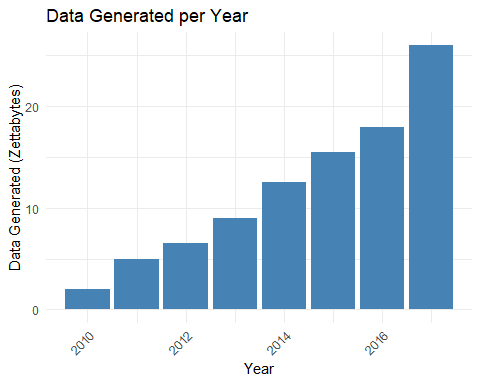 Data Generated per Year
Data Generated (Zettabytes)
20
10
0
2010
2012
2014
2016
Year